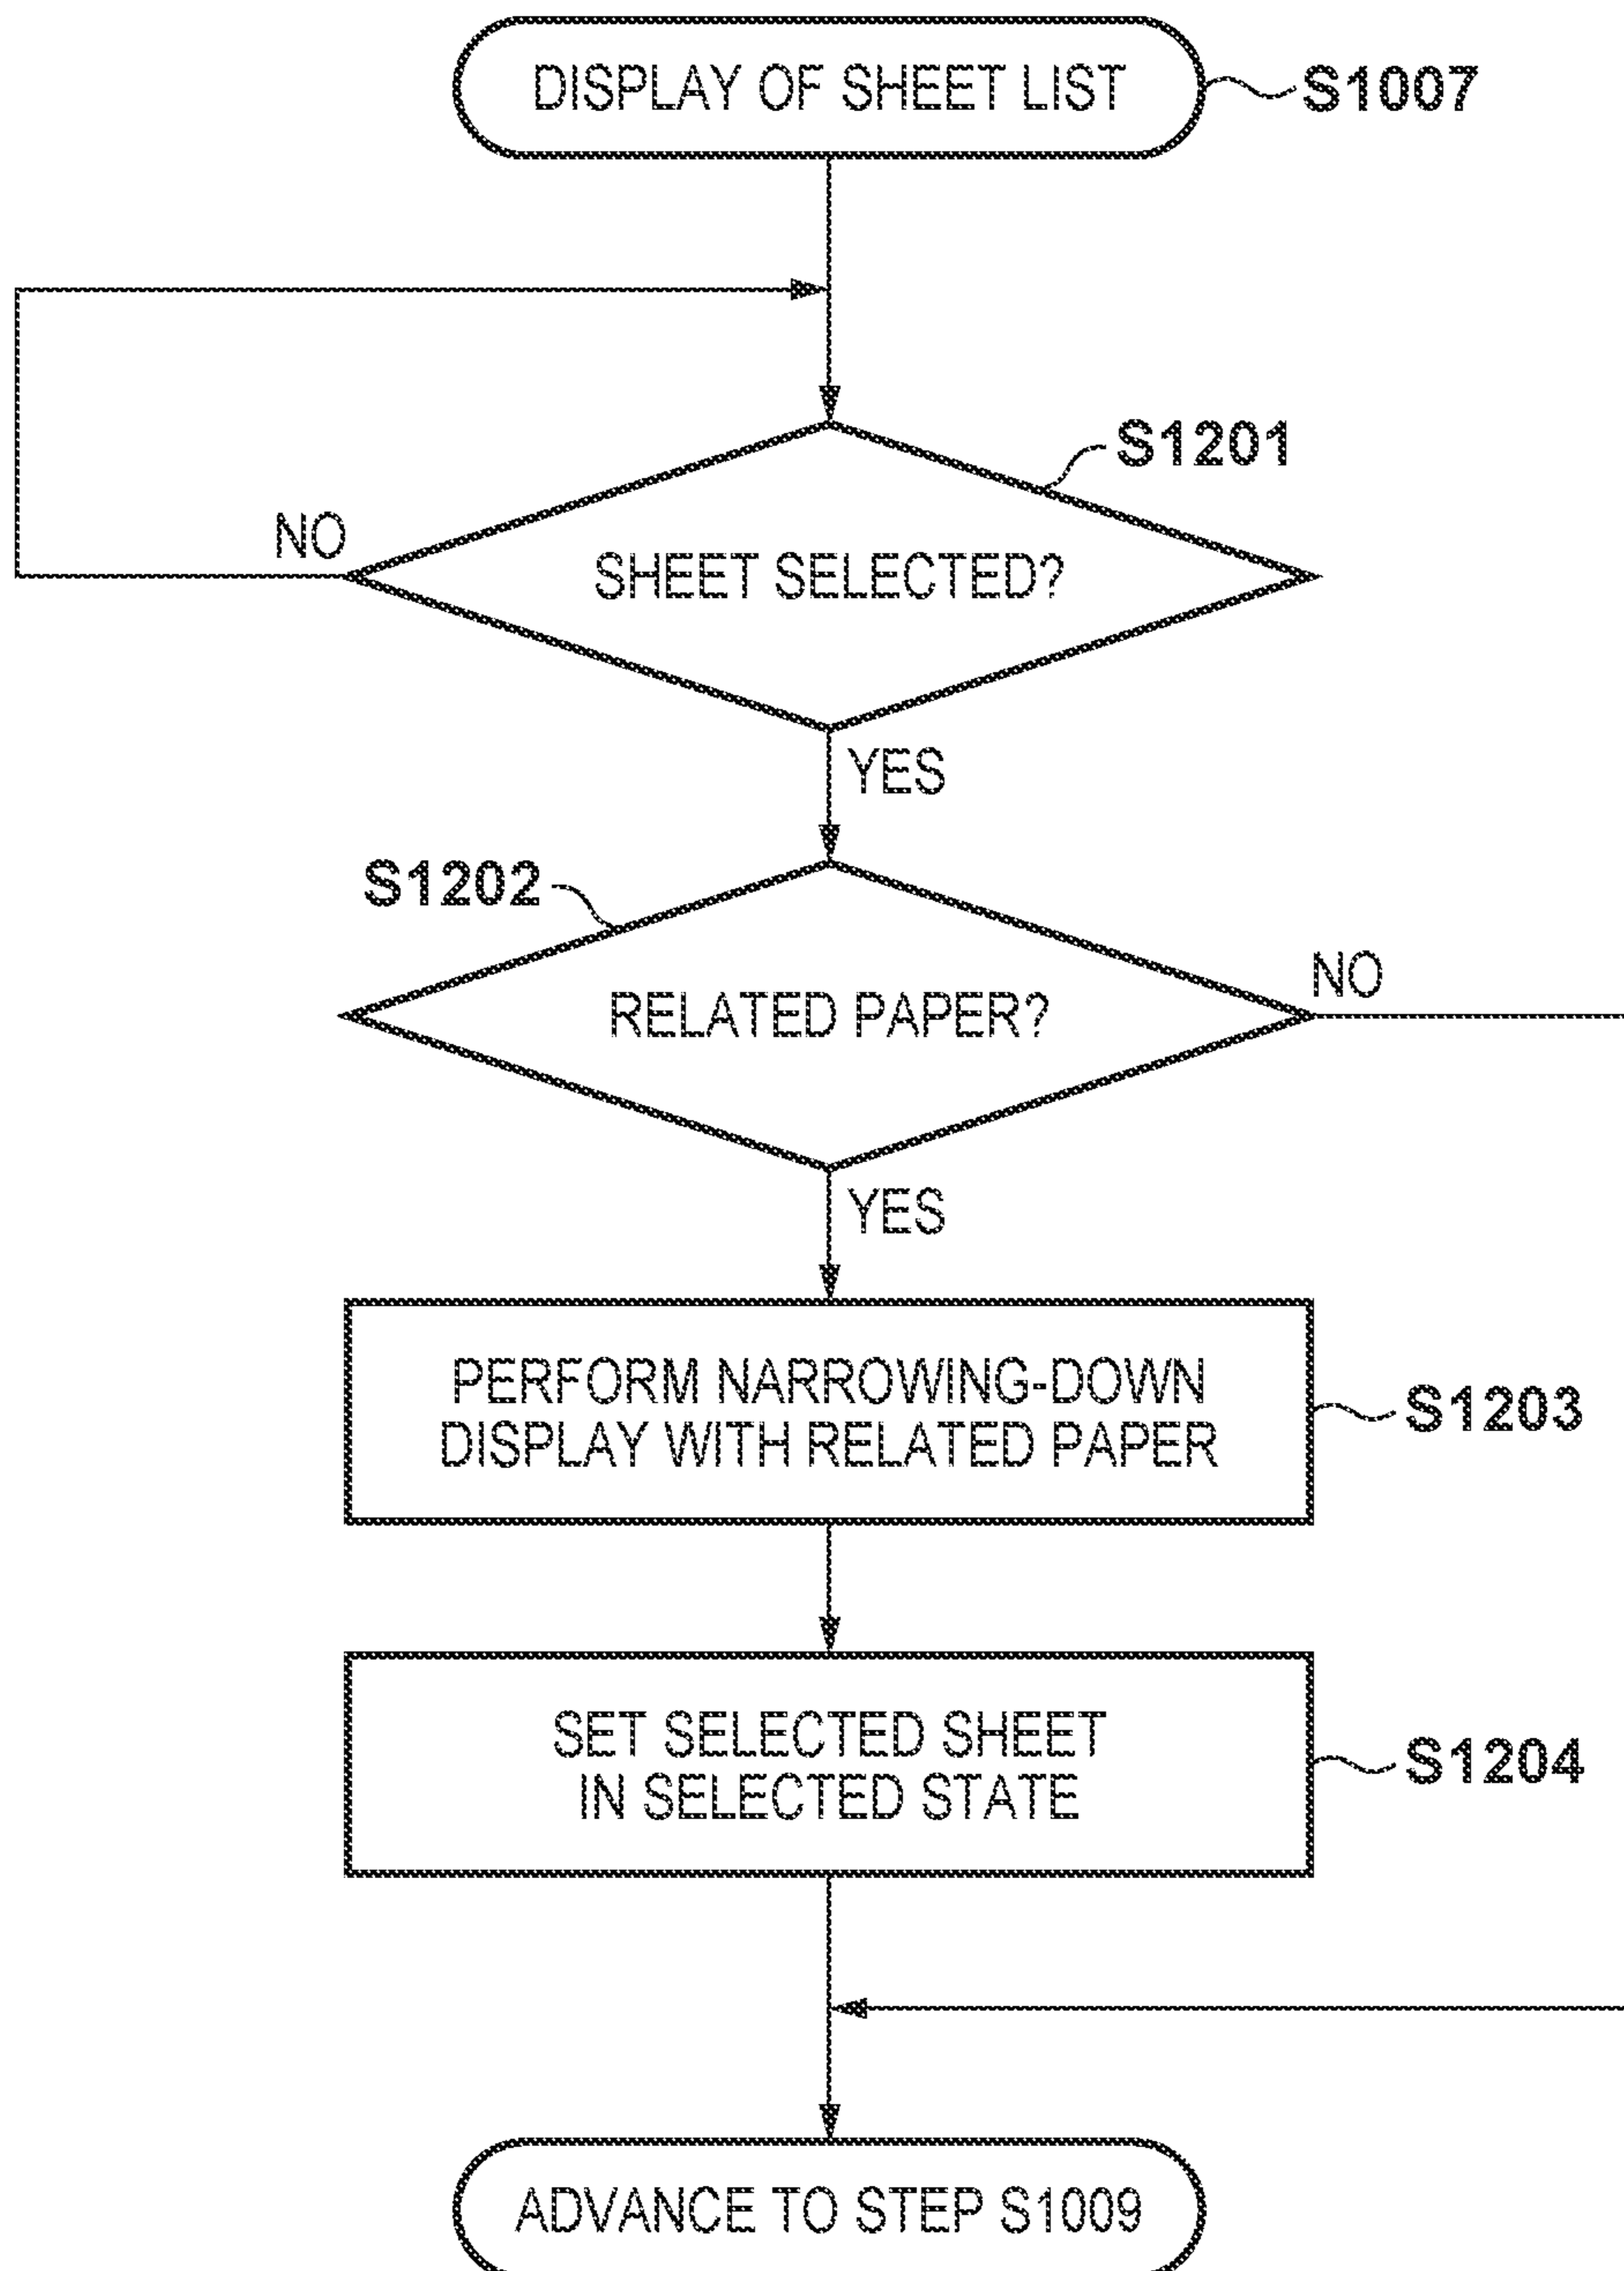 DISPLAY OF SHEET LIST
S1007
S1201
NO
SHEET SELECTED?
YES
S1202
NO
RELATED PAPER?
YES
PERFORM NARROWING-DOWN
DISPLAY WITH RELATED PAPER
S1203
SET SELECTED SHEET
IN SELECTED STATE
S1204
ADVANCE TO STEP S1009